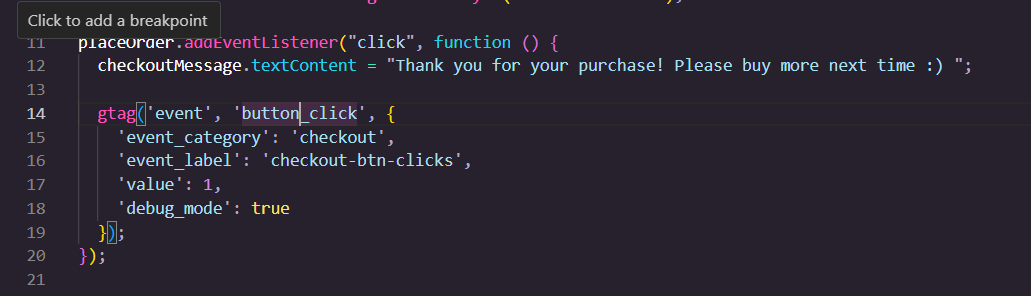 Click to add a breakpoint
11 placeOrder.addEventListener("click", function () {
12 checkoutMessage.textContent = "Thank you for your purchase! Please buy more next time :) ";
13
14 gtag('event', 'button_click', {
15 'event_category': 'checkout',
16 'event_label': 'checkout-btn-clicks',
17 'value': 1,
18 'debug_mode': true
19 });
20 });
21